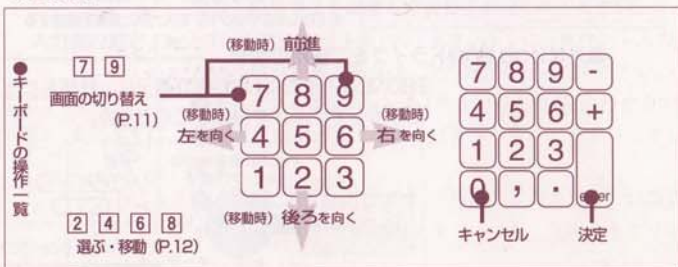 ●キーボードの操作一覧
7 9
画面の切り替え
(P.11)
2 4 6 8
選ぶ・移動 (P.12)
(移動時) 前進
(移動時)
左を向く
7 8 9
4 5 6
1 2 3
(移動時)
右を向く
(移動時) 後ろを向く
7 8 9 -
4 5 6 +
1 2 3
0 , .
enter
キャンセル
決定